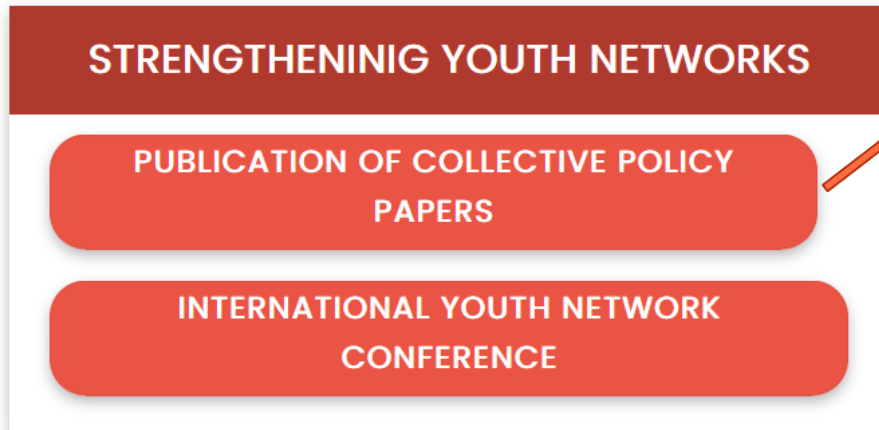 STRENGTHENINIG YOUTH NETWORKS
PUBLICATION OF COLLECTIVE POLICY
PAPERS
INTERNATIONAL YOUTH NETWORK
CONFERENCE